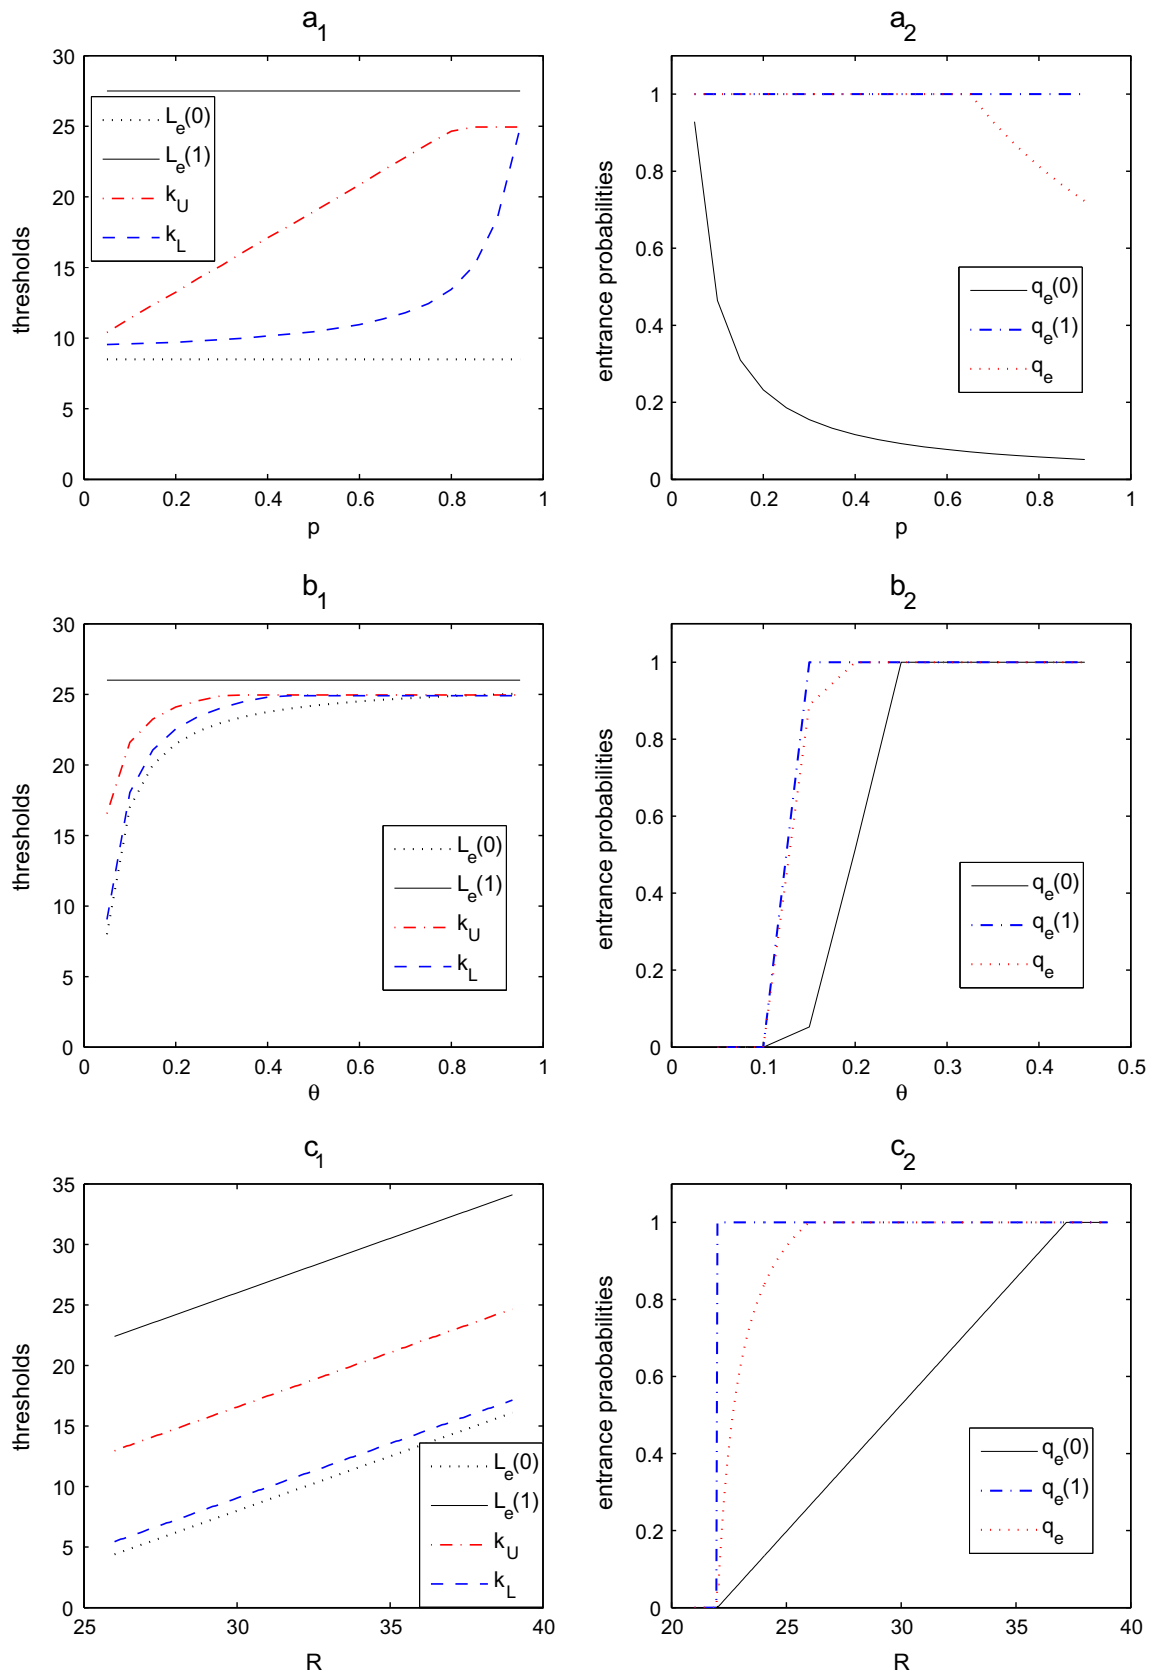 a1
a2
30
25
20
15
10
5
0
thresholds
Le(0)
Le(1)
kU
kL
0
0.2
0.4
0.6
0.8
1
p
1
0.8
0.6
0.4
0.2
0
entrance probabilities
qe(0)
qe(1)
qe
0
0.2
0.4
0.6
0.8
1
p
b1
b2
30
25
20
15
10
5
0
thresholds
Le(0)
Le(1)
kU
kL
0
0.2
0.4
0.6
0.8
1
θ
1
0.8
0.6
0.4
0.2
0
entrance probabilities
qe(0)
qe(1)
qe
0
0.1
0.2
0.3
0.4
0.5
θ
c1
c2
35
30
25
20
15
10
5
0
thresholds
Le(0)
Le(1)
kU
kL
25
30
35
40
R
1
0.8
0.6
0.4
0.2
0
entrance praobabilities
qe(0)
qe(1)
qe
20
25
30
35
40
R